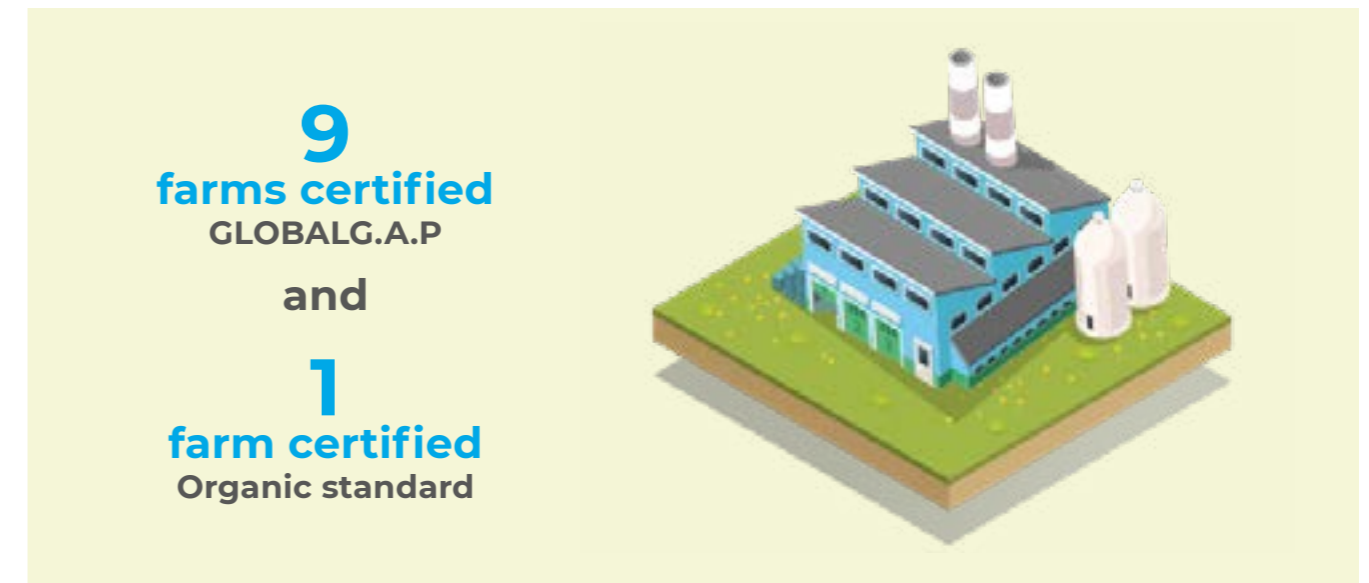 9
farms certified
GLOBALG.A.P
and
1
farm certified
Organic standard